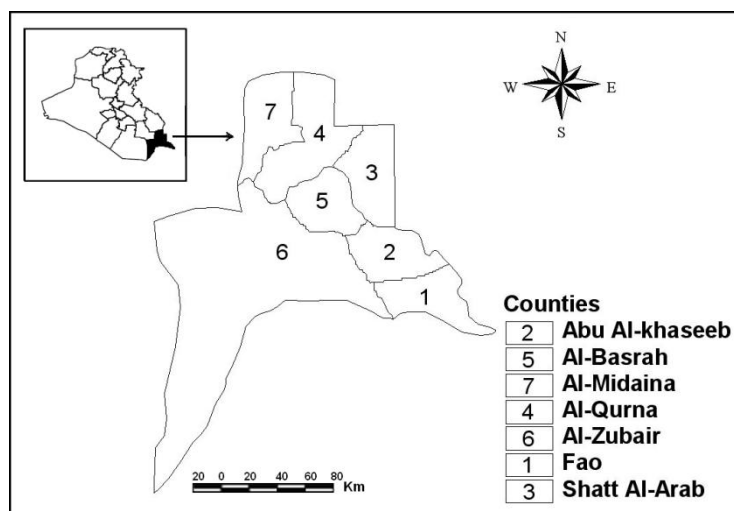 N
W E
S
7
4
3
5
6
2
1
Counties
2 Abu Al-khaseeb
5 Al-Basrah
7 Al-Midaina
4 Al-Qurna
6 Al-Zubair
1 Fao
3 Shatt Al-Arab
20 0 20 40 60 80
Km